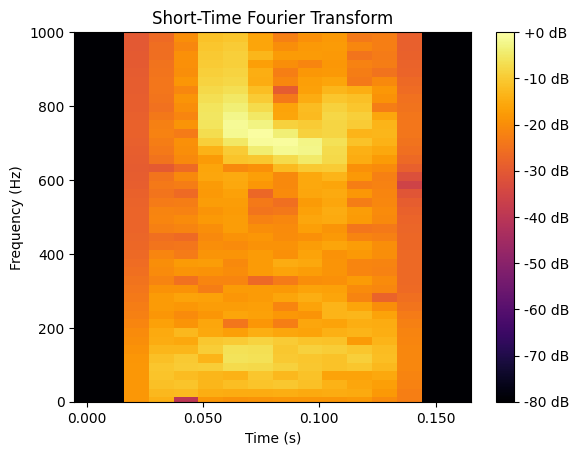 Short-Time Fourier Transform
Frequency (Hz)
1000
800
600
400
200
0
0.000
0.050
0.100
0.150
Time (s)
+0 dB
-10 dB
-20 dB
-30 dB
-40 dB
-50 dB
-60 dB
-70 dB
-80 dB